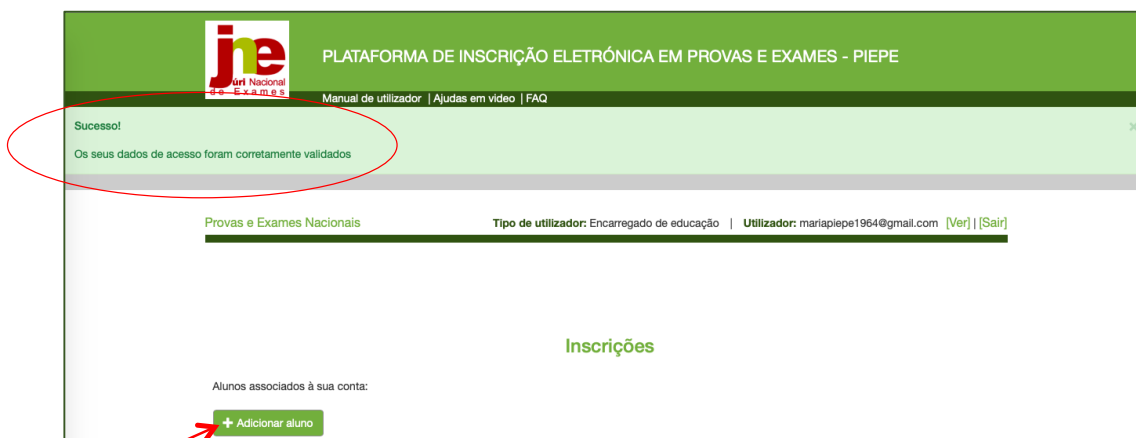 jne
Júri Nacional
de Exames
PLATAFORMA DE INSCRIÇÃO ELETRÓNICA EM PROVAS E EXAMES - PIEPE
Manual de utilizador | Ajudas em video | FAQ
Sucesso!
×
Os seus dados de acesso foram corretamente validados
Provas e Exames Nacionais Tipo de utilizador: Encarregado de educação | Utilizador: mariapiepe1964@gmail.com [Ver] | [Sair]
Inscrições
Alunos associados à sua conta:
+ Adicionar aluno